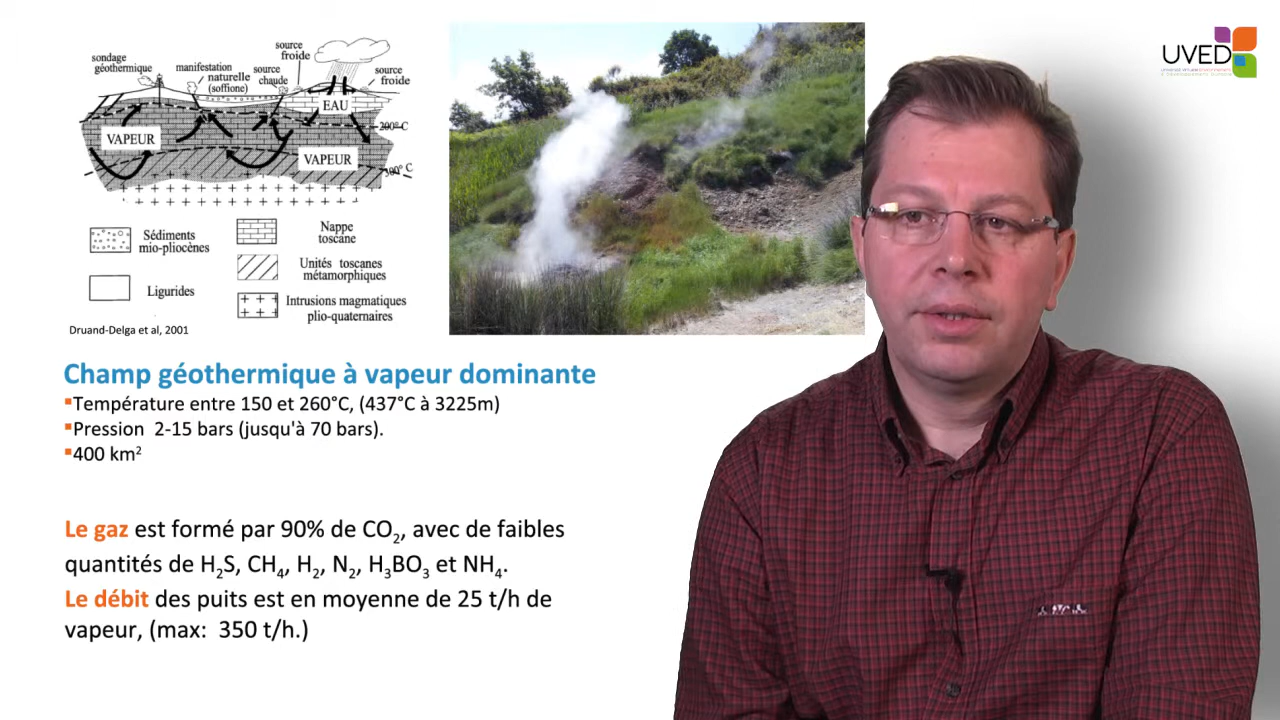 sondage
géothermique
manifestation
naturelle
(soffione)
source
chaude
source
froide
source
froide
EAU
VAPEUR
VAPEUR
200° C
300° C
Sédiments
mio-pliocènes
Ligurides
Nappe
toscane
Unités toscanes
métamorphiques
Intrusions magmatiques
plio-quaternaires
Druand-Delga et al, 2001
UVED
Champ géothermique à vapeur dominante
▪Température entre 150 et 260°C, (437°C à 3225m)
▪Pression 2-15 bars (jusqu'à 70 bars).
▪400 km²
Le gaz est formé par 90% de CO₂, avec de faibles
quantités de H₂S, CH₄, H₂, N₂, H₃BO₃ et NH₄.
Le débit des puits est en moyenne de 25 t/h de
vapeur, (max: 350 t/h.)